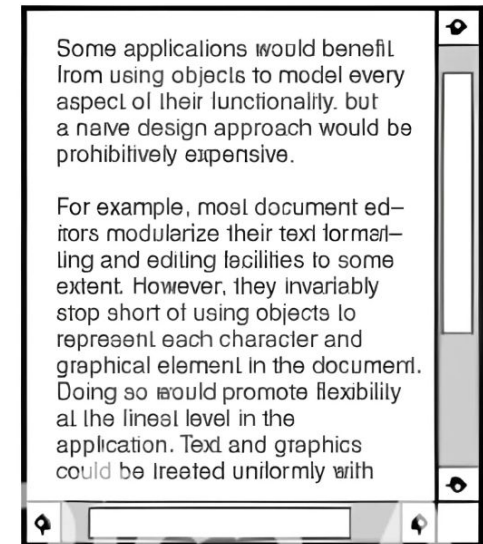 Some applications would benefit
from using objects to model every
aspect of their functionality. but
a naive design approach would be
prohibitively expensive.
For example, most document ed–
itors modularize their text format–
ting and editing facilities to some
extent. However, they invariably
stop short of using objects to
represent each character and
graphical element in the document.
Doing so would promote flexibility
at the finest level in the
application. Text and graphics
could be treated uniformly with